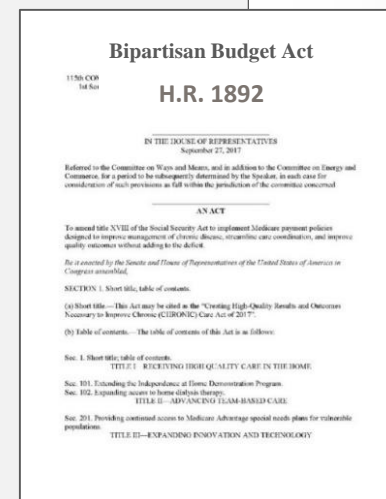 Bipartisan Budget Act
115th CON
1st Ses
H.R. 1892
IN THE HOUSE OF REPRESENTATIVES
September 27, 2017
Referred to the Committee on Ways and Means, and in addition to the Committee on Energy and
Commerce, for a period to be subsequently determined by the Speaker, in each case for
consideration of such provisions as fall within the jurisdiction of the committee concerned
AN ACT
To amend title XVIII of the Social Security Act to implement Medicare payment policies
designed to improve management of chronic disease, streamline care coordination, and improve
quality outcomes without adding to the deficit.
Be it enacted by the Senate and House of Representatives of the United States of America in
Congress assembled,
SECTION 1. Short title; table of contents.
(a) Short title.—This Act may be cited as the "Creating High-Quality Results and Outcomes
Necessary to Improve Chronic (CHRONIC) Care Act of 2017".
(b) Table of contents.—The table of contents of this Act is as follows:
Sec. 1. Short title; table of contents.
TITLE I—RECEIVING HIGH QUALITY CARE IN THE HOME
Sec. 101. Extending the Independence at Home Demonstration Program.
Sec. 102. Expanding access to home dialysis therapy.
TITLE II—ADVANCING TEAM-BASED CARE
Sec. 201. Providing continued access to Medicare Advantage special needs plans for vulnerable
populations.
TITLE III—EXPANDING INNOVATION AND TECHNOLOGY